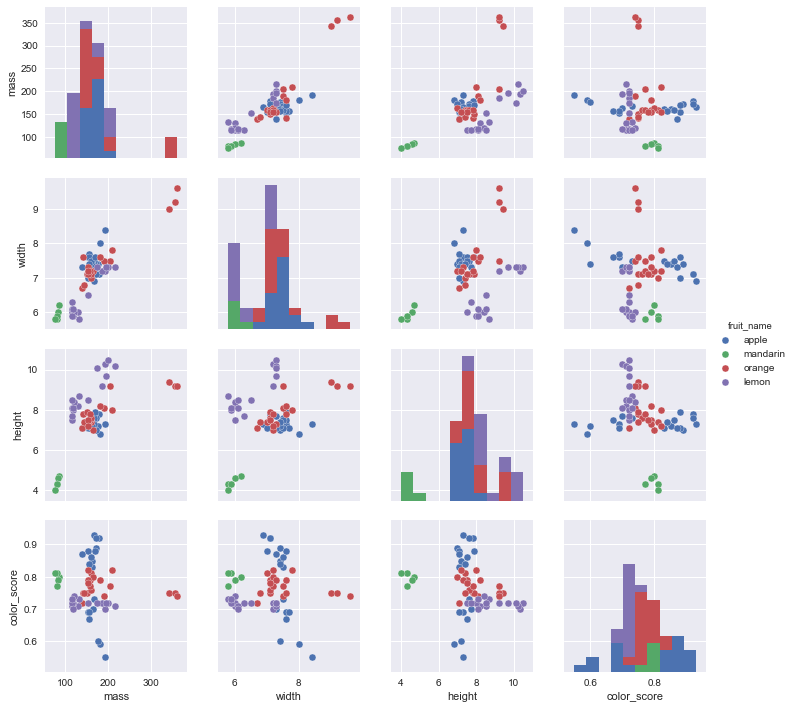 350
300
250
200
150
100
mass
9
8
7
6
width
10
8
6
4
height
0.9
0.8
0.7
0.6
color_score
100 200 300
mass
6 8
width
4 6 8 10
height
0.6 0.8
color_score
fruit_name
apple
mandarin
orange
lemon